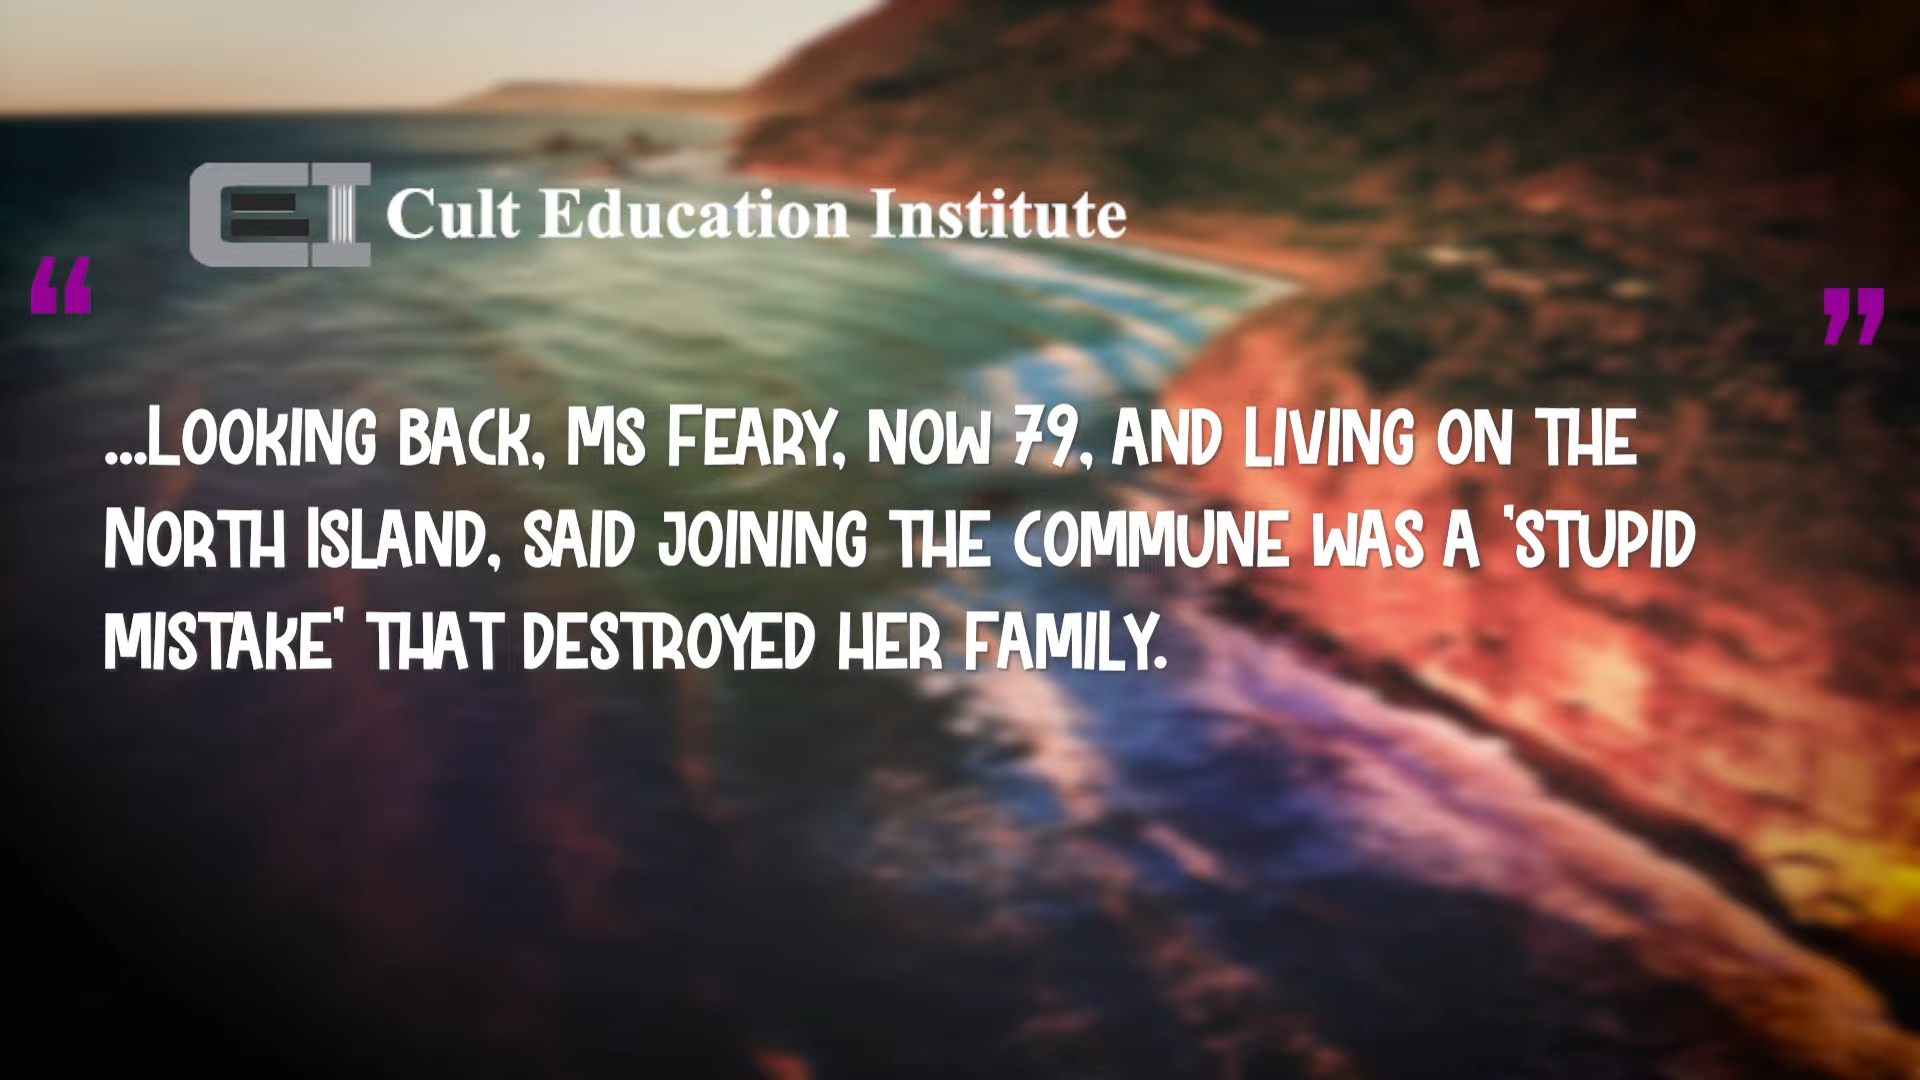 CEI Cult Education Institute
“ ”
...Looking back, Ms Feary, now 79, and living on the
North Island, said joining the commune was a 'stupid
mistake' that destroyed her family.